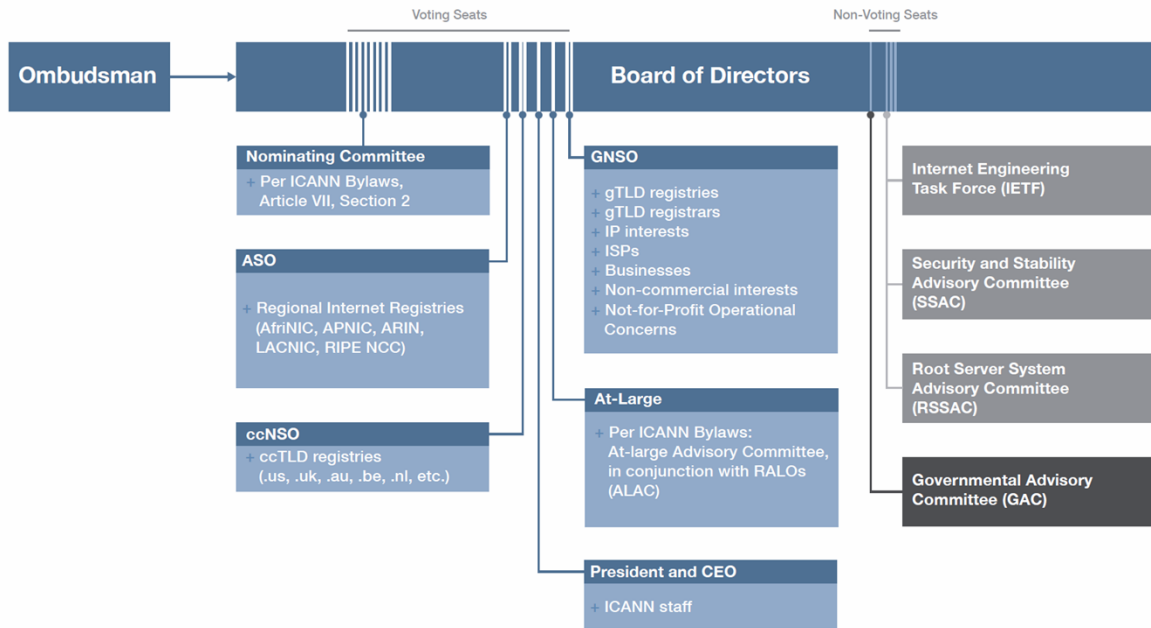 Voting Seats
Non-Voting Seats
Ombudsman
Board of Directors
Nominating Committee
+ Per ICANN Bylaws,
Article VII, Section 2
ASO
+ Regional Internet Registries
(AfriNIC, APNIC, ARIN,
LACNIC, RIPE NCC)
ccNSO
+ ccTLD registries
(.us, .uk, .au, .be, .nl, etc.)
GNSO
+ gTLD registries
+ gTLD registrars
+ IP interests
+ ISPs
+ Businesses
+ Non-commercial interests
+ Not-for-Profit Operational
Concerns
At-Large
+ Per ICANN Bylaws:
At-large Advisory Committee,
in conjunction with RALOs
(ALAC)
President and CEO
+ ICANN staff
Internet Engineering
Task Force (IETF)
Security and Stability
Advisory Committee
(SSAC)
Root Server System
Advisory Committee
(RSSAC)
Governmental Advisory
Committee (GAC)